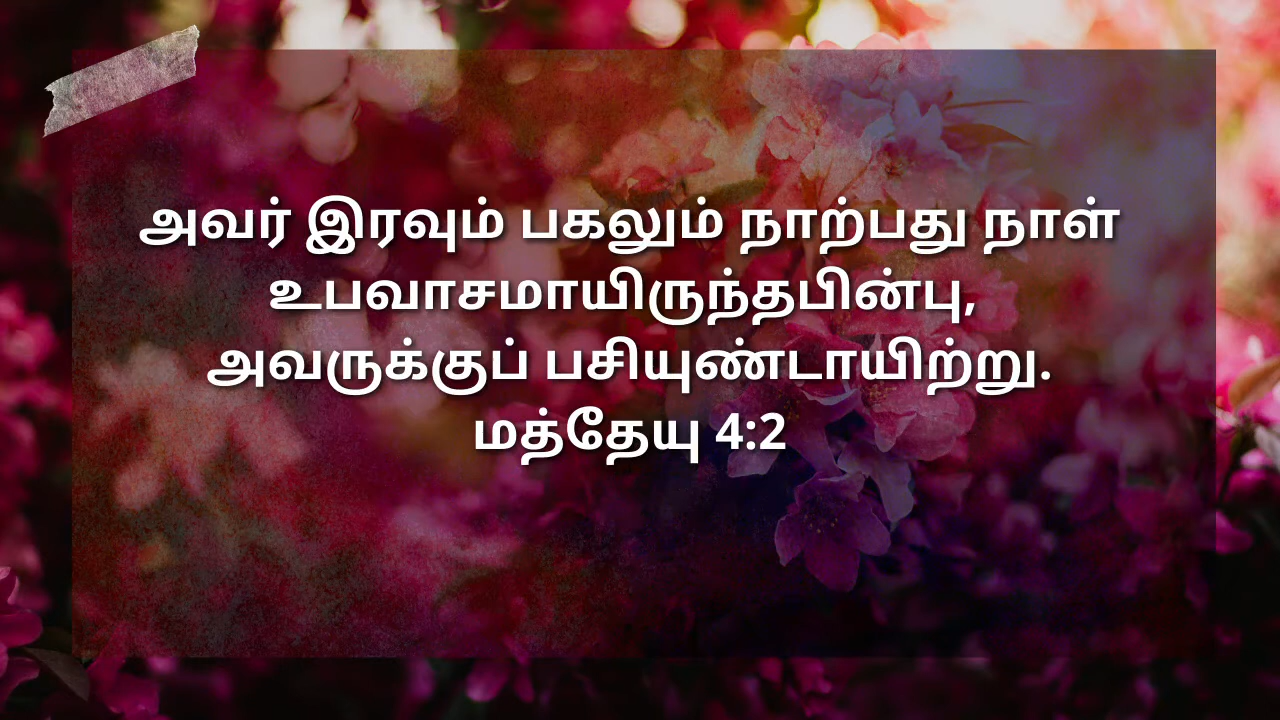 அவர் இரவும் பகலும் நாற்பது நாள்
உபவாசமாயிருந்தபின்பு,
அவருக்குப் பசியுண்டாயிற்று.
மத்தேயு 4:2